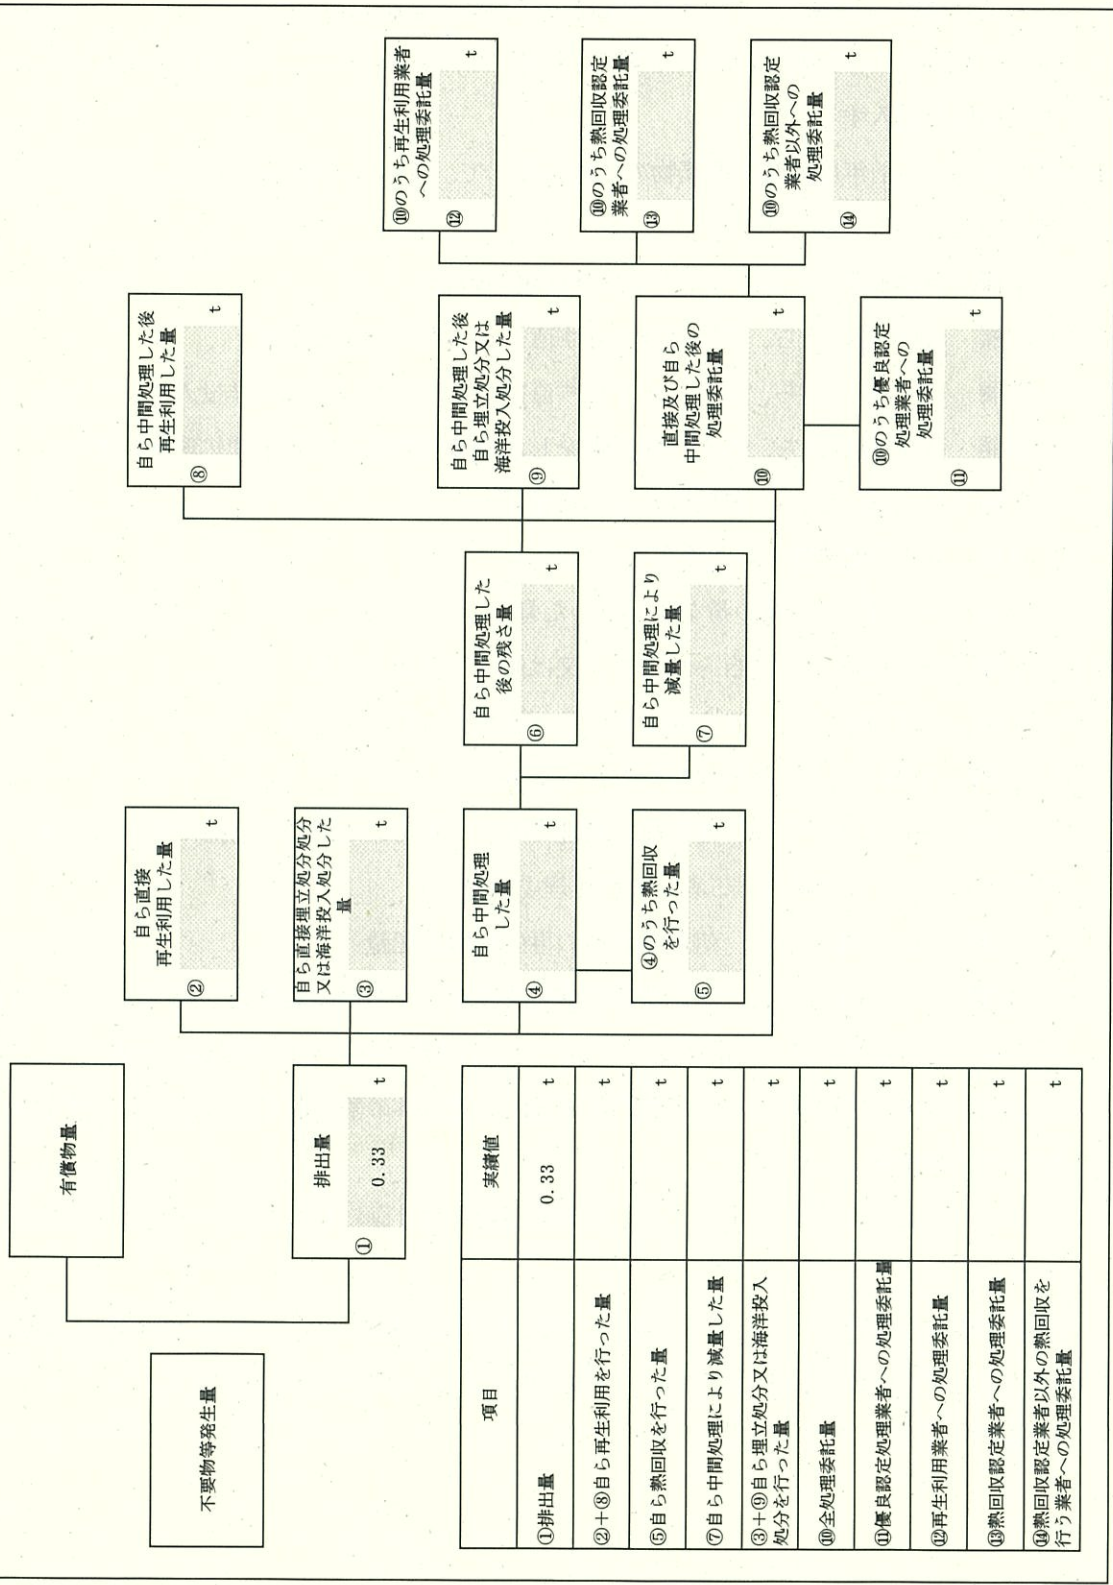 有償物量
不要物等発生量
排出量
① 0.33 t
自ら直接
再生利用した量
② t
自ら直接埋立処分処分
又は海洋投入処分した
量
③ t
自ら中間処理
した量
④ t
④のうち熱回収
を行った量
⑤ t
自ら中間処理した
後の残さ量
⑥ t
自ら中間処理により
減量した量
⑦ t
自ら中間処理した後
再生利用した量
⑧ t
自ら中間処理した後
自ら埋立処分又は
海洋投入処分した量
⑨ t
直接及び自ら
中間処理した後の
処理委託量
⑩ t
⑩のうち優良認定
処理業者への
処理委託量
⑪ t
⑩のうち再生利用業者
への処理委託量
⑫ t
⑩のうち熱回収認定
業者への処理委託量
⑬ t
⑩のうち熱回収認定
業者以外への
処理委託量
⑭ t
項目 実績値
①排出量 0.33 t
②+⑧自ら再生利用を行った量 t
⑤自ら熱回収を行った量 t
⑦自ら中間処理により減量した量 t
③+⑨自ら埋立処分又は海洋投入
処分を行った量 t
⑩全処理委託量 t
⑪優良認定処理業者への処理委託量 t
⑫再生利用業者への処理委託量 t
⑬熱回収認定業者への処理委託量 t
⑭熱回収認定業者以外の熱回収を
行う業者への処理委託量 t